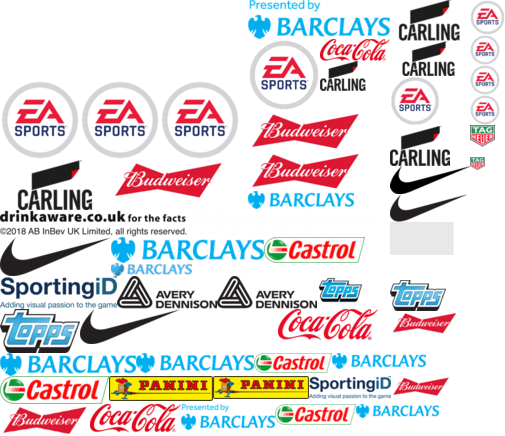 Presented by
BARCLAYS
CARLING
EA SPORTS
Coca-Cola
EA SPORTS
CARLING
CARLING
EA SPORTS
EA SPORTS
EA SPORTS
EA SPORTS
EA SPORTS
EA SPORTS
EA SPORTS
Budweiser
TAG HEUER
CARLING
Budweiser
TAG HEUER
CARLING
Budweiser
BARCLAYS
drinkaware.co.uk for the facts
©2018 AB InBev UK Limited, all rights reserved.
BARCLAYS
Castrol
BARCLAYS
SportingiD
Adding visual passion to the game
AVERY DENNISON
AVERY DENNISON
Topps
Topps
Topps
Coca-Cola
Budweiser
BARCLAYS
BARCLAYS
Castrol
BARCLAYS
Castrol
PANINI
PANINI
SportingiD
Adding visual passion to the game
Budweiser
Budweiser
Coca-Cola
Presented by
BARCLAYS
Castrol
BARCLAYS